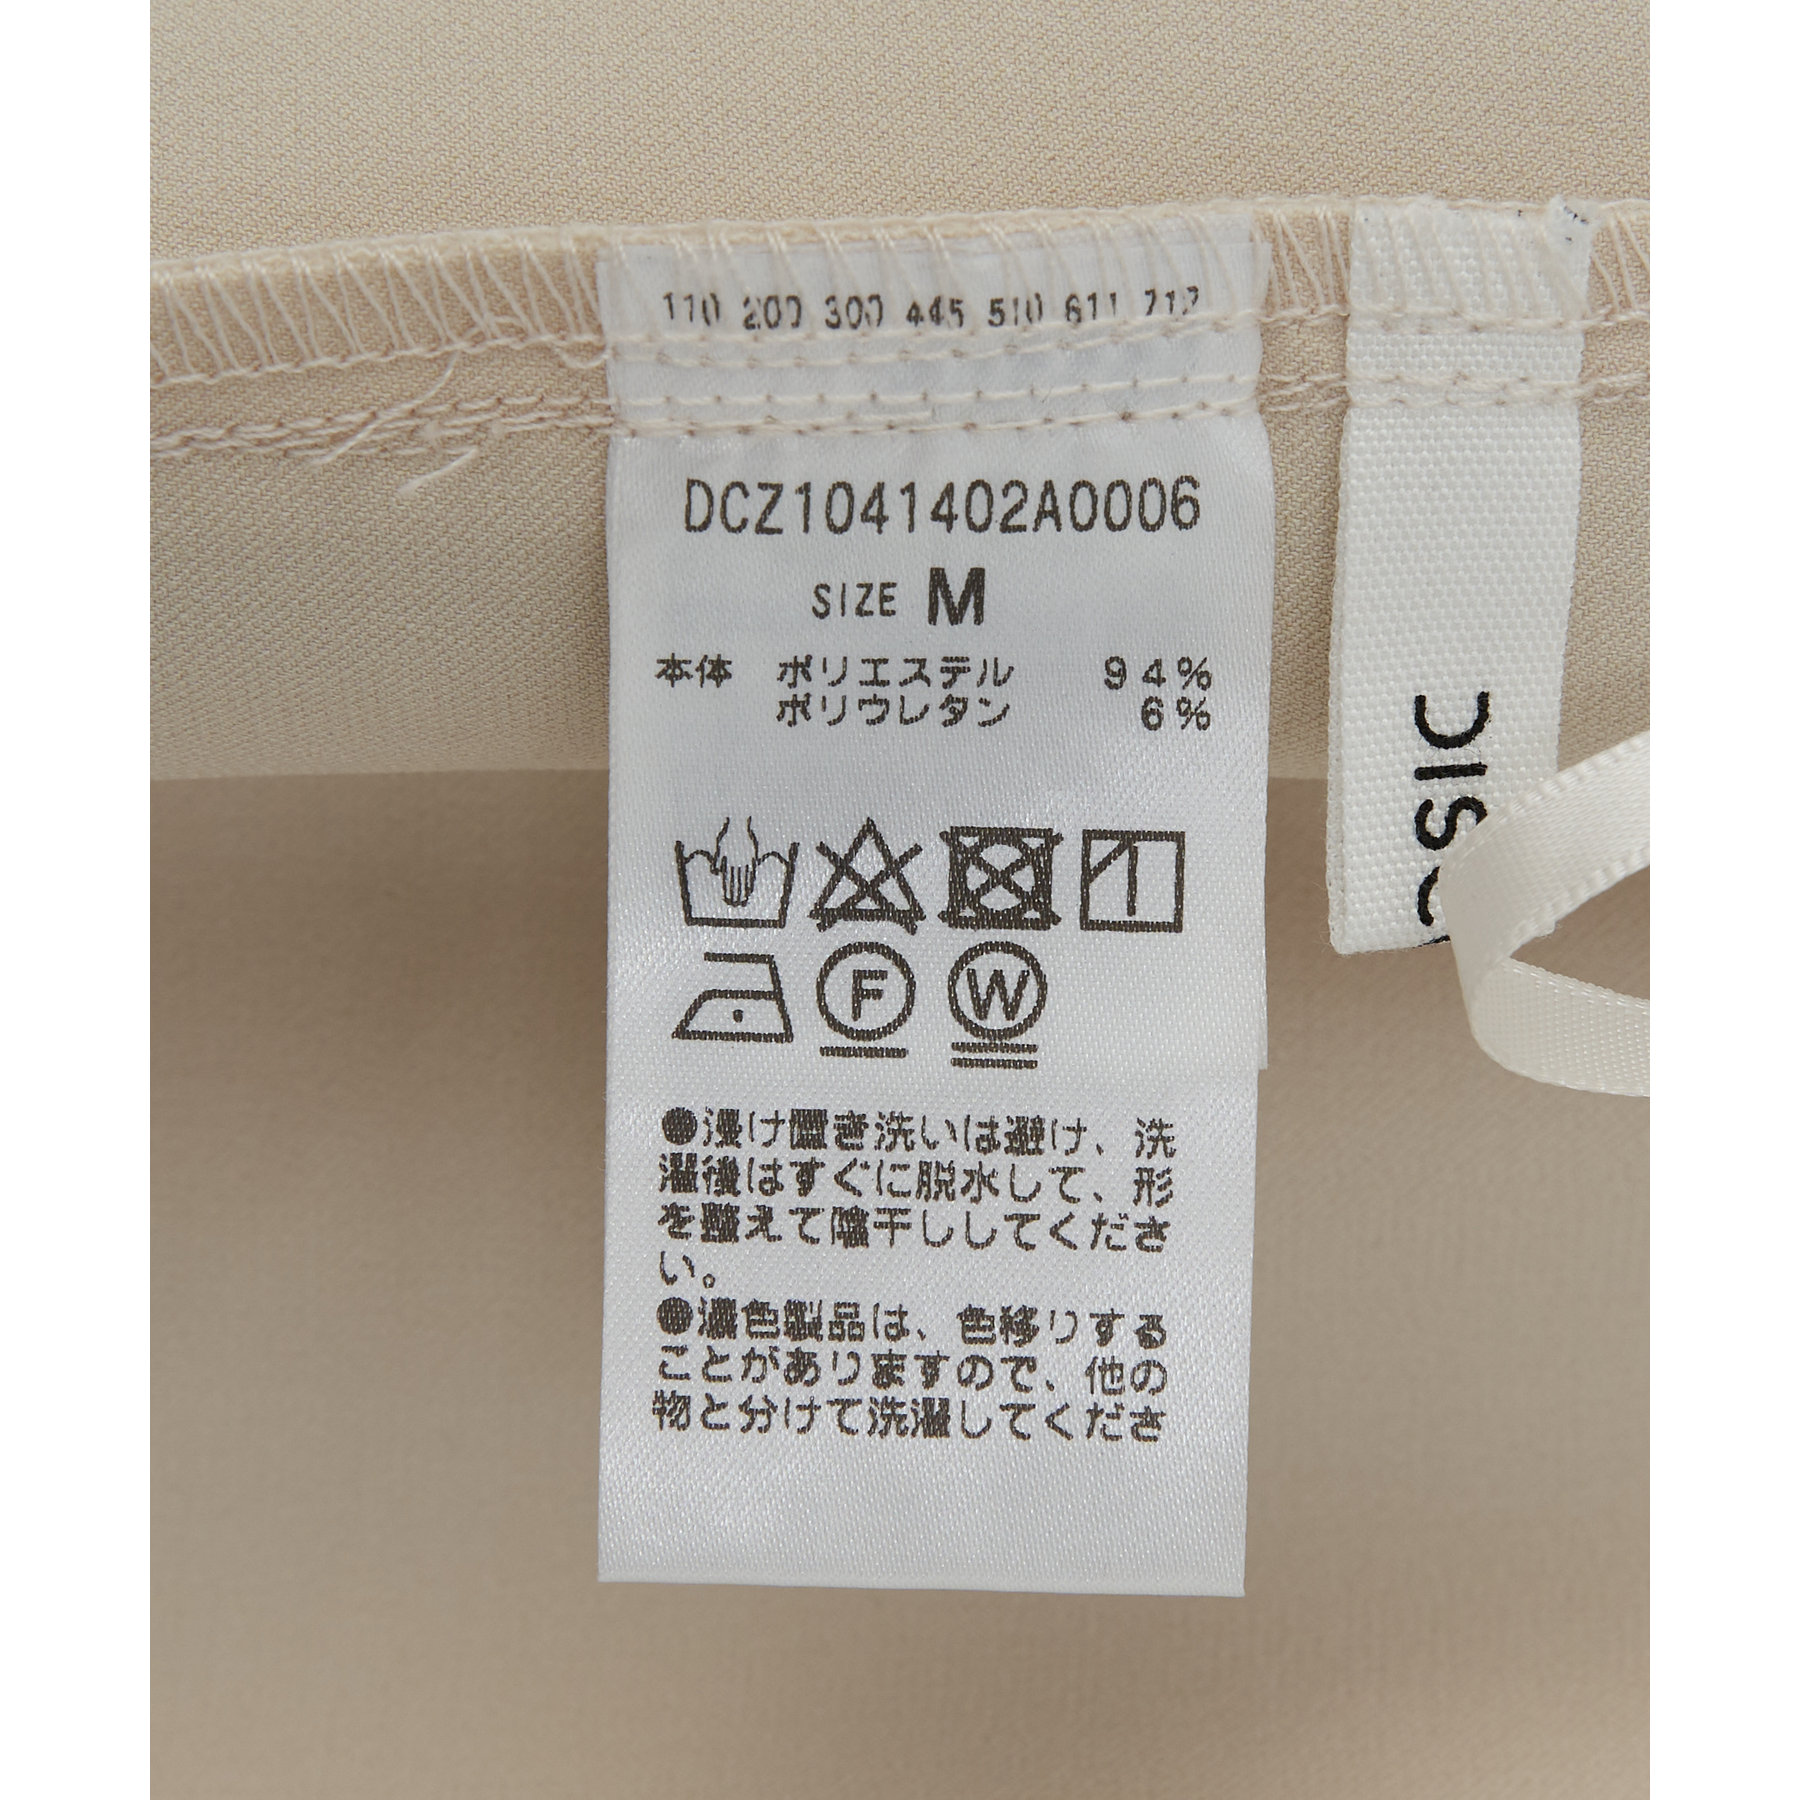 110 200 300 445 510 611 717
DCZ1041402A0006
SIZE M
本体 ポリエステル 94%
ポリウレタン 6%
F
W
●浸け置き洗いは避け、洗
濯後はすぐに脱水して、形
を整えて陰干ししてくださ
い。
●濃色製品は、色移りする
ことがありますので、他の
物と分けて洗濯してくださ
DISC